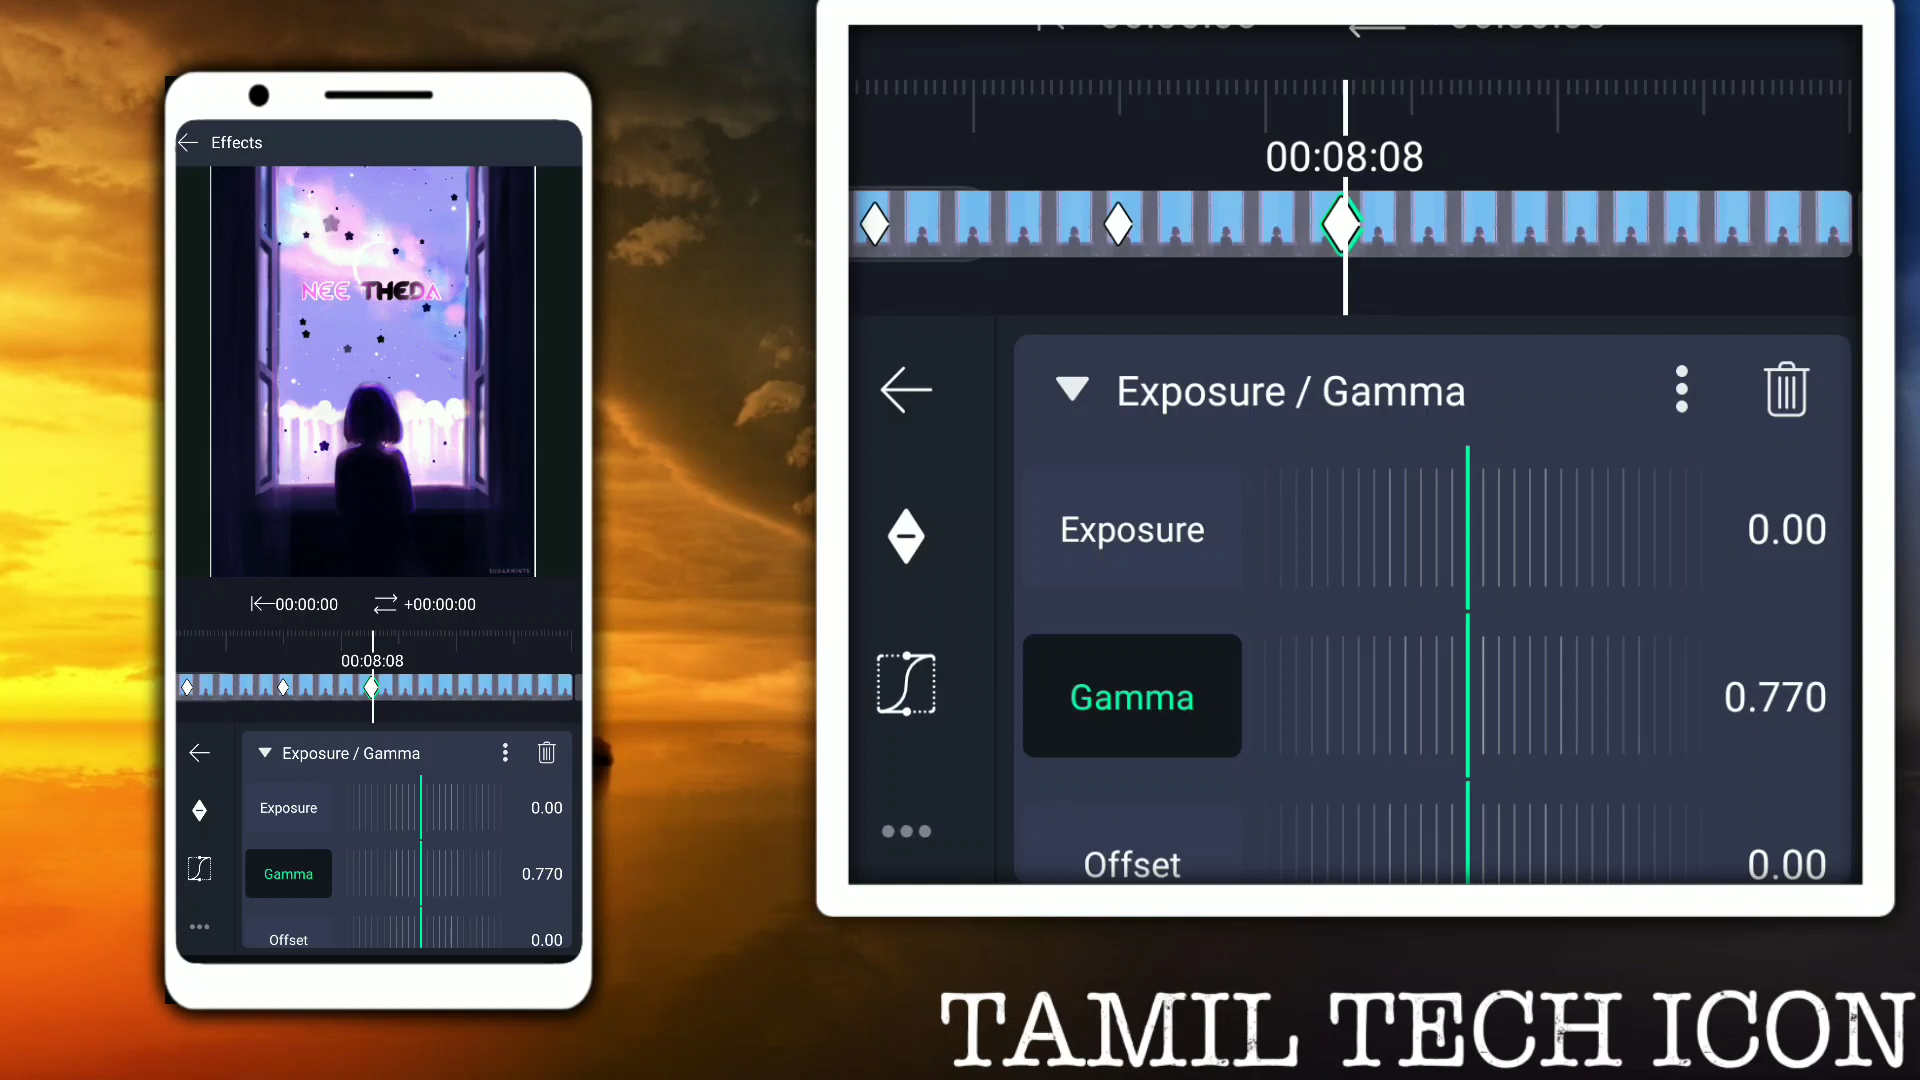 Effects
NEE THEDA
SUGARMINTS
00:00:00
+00:00:00
00:08:08
Exposure / Gamma
Exposure
0.00
Gamma
0.770
Offset
0.00
00:08:08
Exposure / Gamma
Exposure
0.00
Gamma
0.770
Offset
0.00
TAMIL TECH ICON